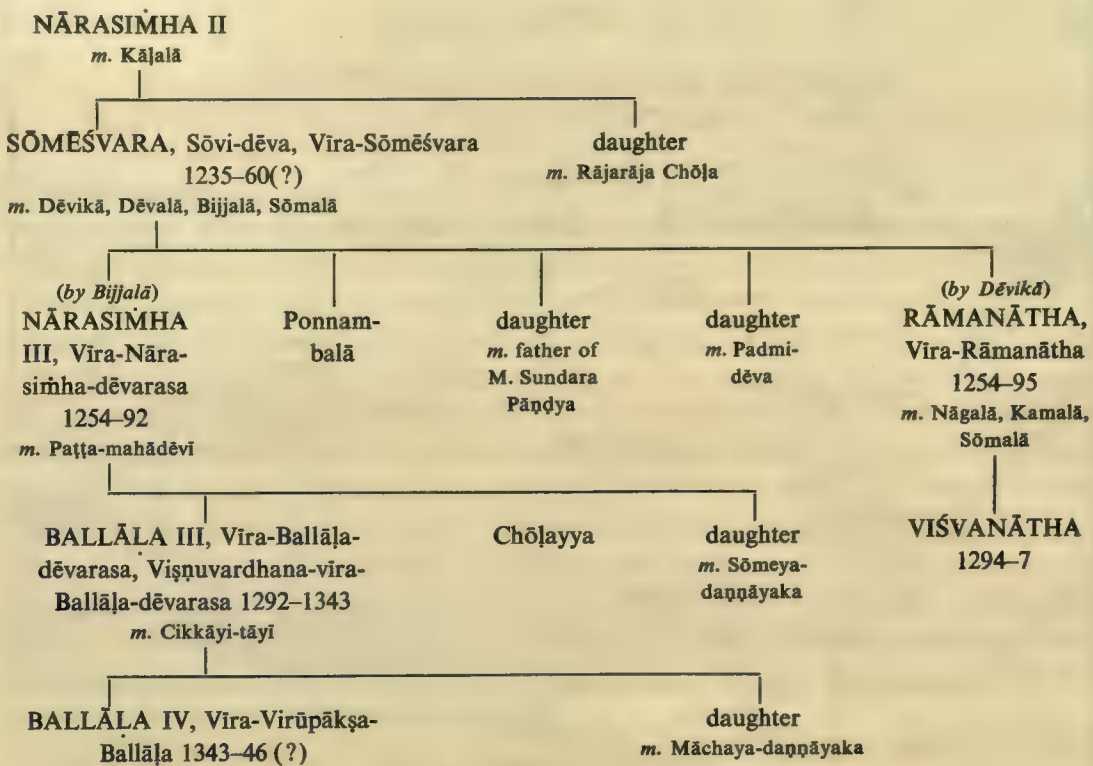 NĀRASIṀHA II
m. Kāḷalā
SŌMĒŚVARA, Sōvi-dēva, Vīra-Sōmēśvara
1235–60(?)
m. Dēvikā, Dēvalā, Bijjalā, Sōmalā
daughter
m. Rājarāja Chōḷa
(by Bijjalā)
NĀRASIṀHA
III, Vīra-Nāra-
siṁha-dēvarasa
1254–92
m. Paṭṭa-mahādēvī
Ponnam-
balā
daughter
m. father of
M. Sundara
Pāṇḍya
daughter
m. Padmi-
dēva
(by Dēvikā)
RĀMANĀTHA,
Vīra-Rāmanātha
1254–95
m. Nāgalā, Kamalā,
Sōmalā
BALLĀḶA III, Vīra-Ballāḷa-
dēvarasa, Viṣṇuvardhana-vīra-
Ballāḷa-dēvarasa 1292–1343
m. Cikkāyi-tāyī
Chōḷayya
daughter
m. Sōmeya-
daṇṇāyaka
VIŚVANĀTHA
1294–7
BALLĀḶA IV, Vīra-Virūpākṣa-
Ballāḷa 1343–46 (?)
daughter
m. Māchaya-daṇṇāyaka